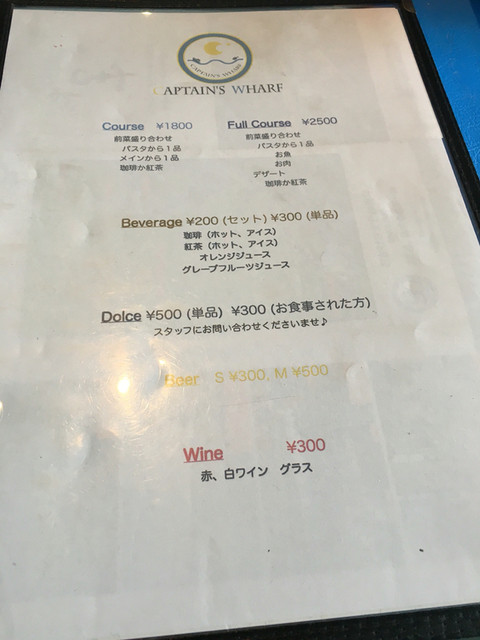 CAPTAIN'S WHARF
CAPTAIN'S WHARF
Course ¥1800
前菜盛り合わせ
パスタから1品
メインから1品
珈琲か紅茶
Full Course ¥2500
前菜盛り合わせ
パスタから1品
お魚
お肉
デザート
珈琲か紅茶
Beverage ¥200 (セット) ¥300 (単品)
珈琲（ホット、アイス）
紅茶（ホット、アイス）
オレンジジュース
グレープフルーツジュース
Dolce ¥500 (単品) ¥300 (お食事された方)
スタッフにお問い合わせくださいませ♪
Beer S ¥300, M ¥500
Wine ¥300
赤、白ワイン グラス